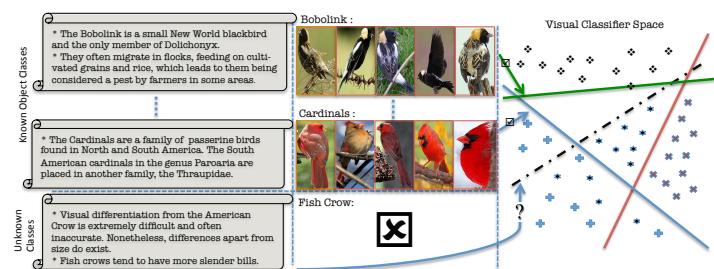 Known Object Classes
* The Bobolink is a small New World blackbird
and the only member of Dolichonyx.
* They often migrate in flocks, feeding on culti-
vated grains and rice, which leads to them being
considered a pest by farmers in some areas.
* The Cardinals are a family of passerine birds
found in North and South America. The South
American cardinals in the genus Paroaria are
placed in another family, the Thraupidae.
Unknown
Classes
* Visual differentiation from the American
Crow is extremely difficult and often
inaccurate. Nonetheless, differences apart from
size do exist.
* Fish crows tend to have more slender bills.
Bobolink :
Cardinals :
Fish Crow:
Visual Classifier Space
?